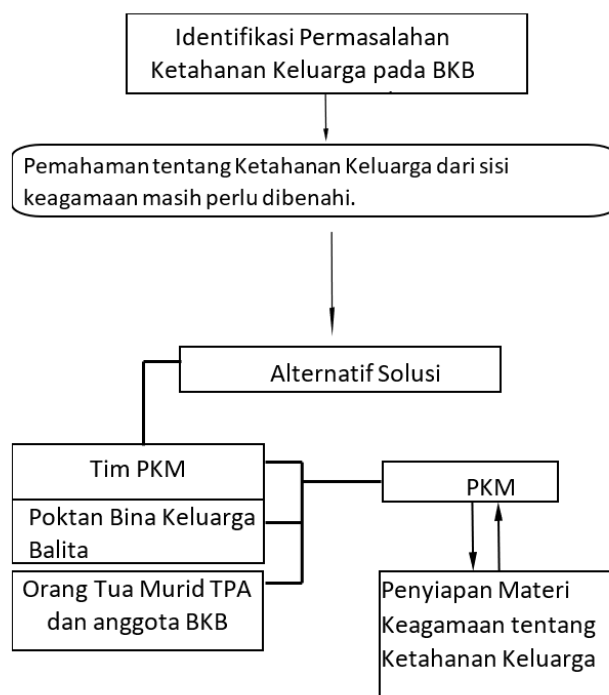 Identifikasi Permasalahan
Ketahanan Keluarga pada BKB
Pemahaman tentang Ketahanan Keluarga dari sisi
keagamaan masih perlu dibenahi.
Alternatif Solusi
Tim PKM
Poktan Bina Keluarga
Balita
Orang Tua Murid TPA
dan anggota BKB
PKM
Penyiapan Materi
Keagamaan tentang
Ketahanan Keluarga